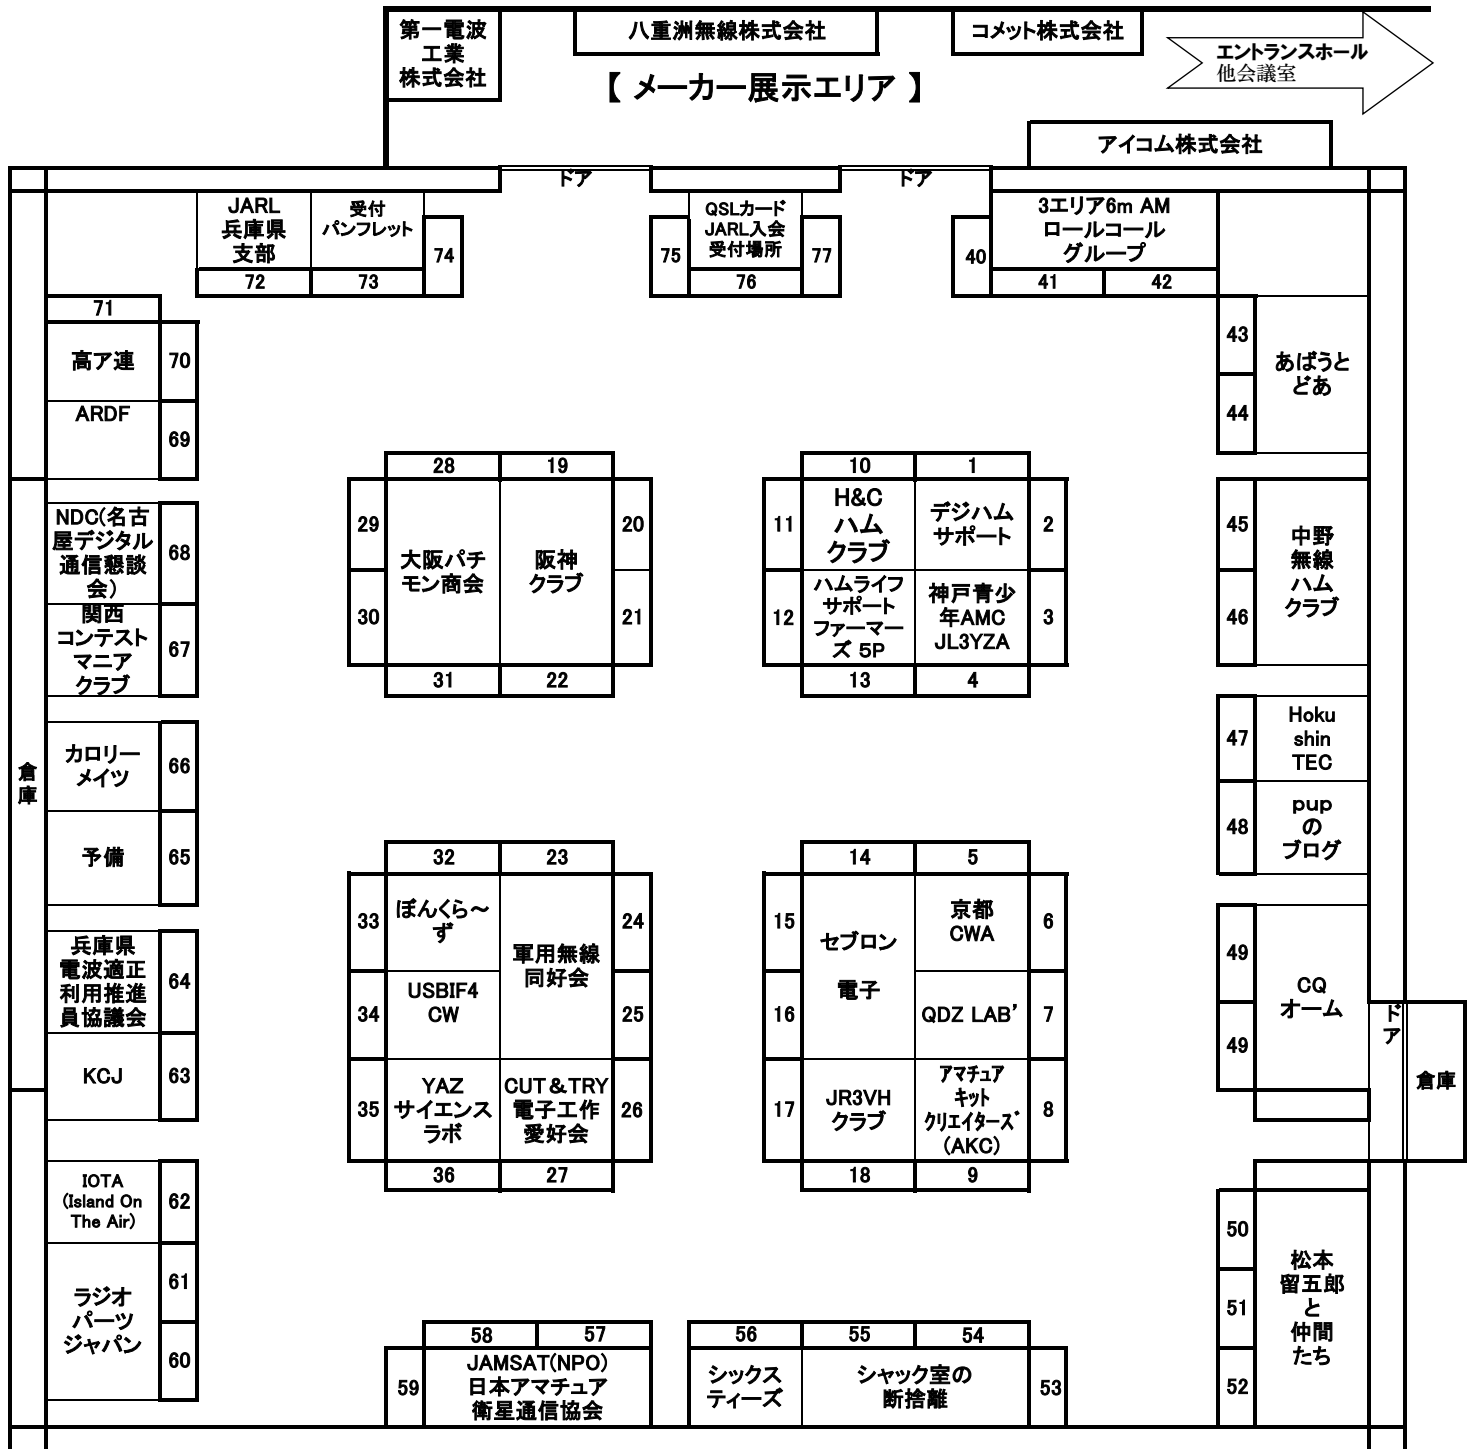 第一電波
工業
株式会社
八重洲無線株式会社
コメット株式会社
エントランスホール
他会議室
【 メーカー展示エリア 】
アイコム株式会社
ドア
ドア
JARL
兵庫県
支部
受付
パンフレット
74
72
73
75
QSLカード
JARL入会
受付場所
77
76
40
3エリア6m AM
ロールコール
グループ
41
42
71
高ア連
70
ARDF
69
43
あばうと
どあ
44
NDC(名古
屋デジタル
通信懇談
会)
68
関西
コンテスト
マニア
クラブ
67
28
19
29
大阪パチ
モン商会
阪神
クラブ
20
30
21
31
22
10
1
11
H&C
ハム
クラブ
デジハム
サポート
2
12
ハムライフ
サポート
ファーマー
ズ 5P
神戸青少
年AMC
JL3YZA
3
13
4
45
中野
無線
ハム
クラブ
46
倉
庫
カロリー
メイツ
66
予備
65
47
Hoku
shin
TEC
48
pup
の
ブログ
32
23
33
ぼんくら～
ず
軍用無線
同好会
24
34
USBIF4
CW
25
35
YAZ
サイエンス
ラボ
CUT&TRY
電子工作
愛好会
26
36
27
14
5
15
セブロン
電子
京都
CWA
6
16
QDZ LAB'
7
17
JR3VH
クラブ
アマチュア
キット
クリエイターズ
(AKC)
8
18
9
兵庫県
電波適正
利用推進
員協議会
64
KCJ
63
49
CQ
オーム
49
ド
ア
倉庫
IOTA
(Island On
The Air)
62
61
ラジオ
パーツ
ジャパン
60
50
松本
留五郎
と
仲間
たち
51
52
58
57
59
JAMSAT(NPO)
日本アマチュア
衛星通信協会
56
55
54
シックス
ティーズ
シャック室の
断捨離
53